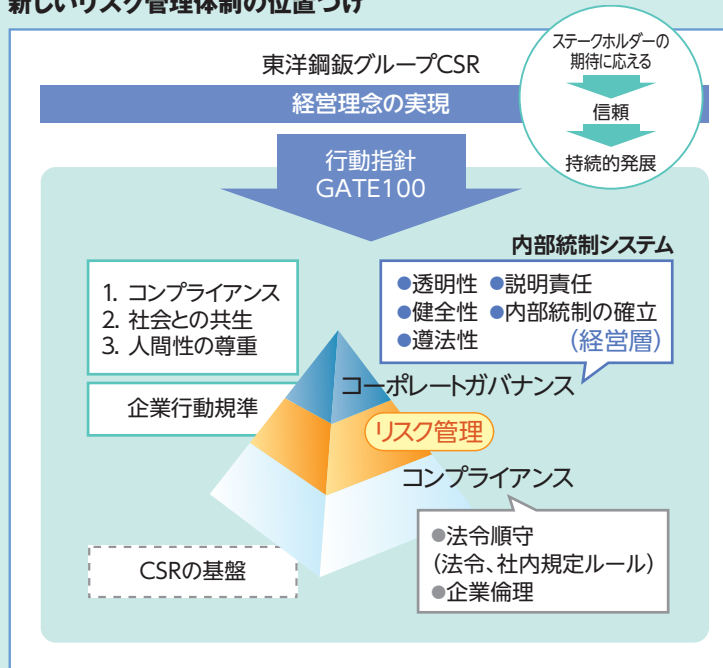 新しいリスク管理体制の位置づけ
東洋鋼鈑グループCSR
経営理念の実現
ステークホルダーの
期待に応える
信頼
持続的発展
行動指針
GATE100
内部統制システム
1. コンプライアンス
2. 社会との共生
3. 人間性の尊重
●透明性 ●説明責任
●健全性 ●内部統制の確立
●遵法性 (経営層)
企業行動規準
コーポレートガバナンス
リスク管理
コンプライアンス
CSRの基盤
●法令順守
(法令、社内規定ルール)
●企業倫理